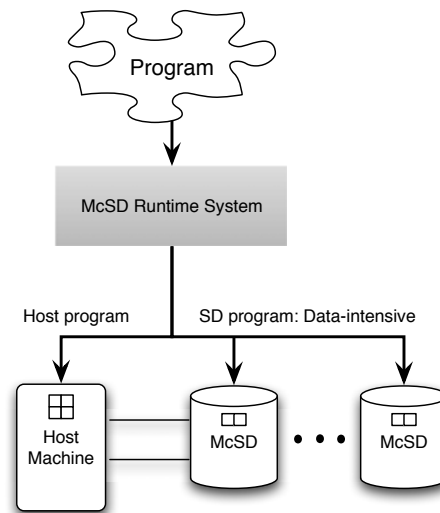 Program
McSD Runtime System
Host program
SD program: Data-intensive
Host
Machine
McSD
McSD